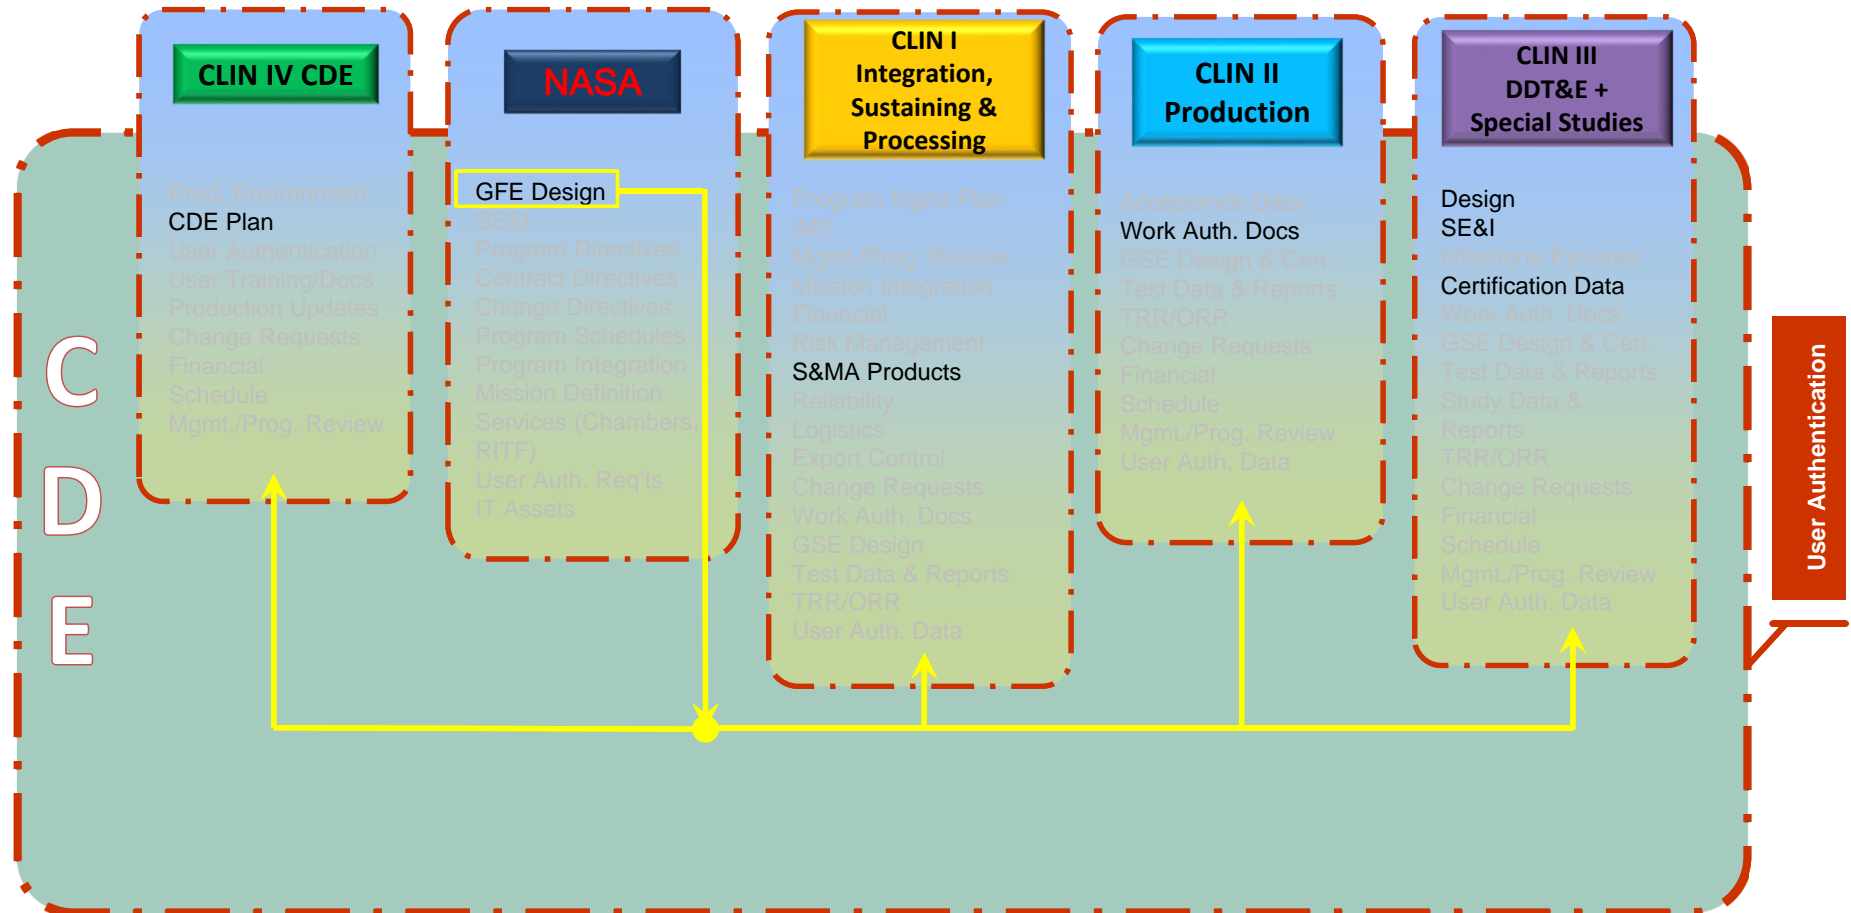 CLIN IV CDE
Prod. Environment
CDE Plan
User Authentication
User Training/Docs
Production Updates
Change Requests
Financial
Schedule
Mgmt./Prog. Review
NASA
GFE Design
SE&I
Program Directives
Contract Directives
Change Directives
Program Schedules
Program Integration
Mission Definition
Services (Chambers,
RITF)
User Auth. Req'ts
IT Assets
CLIN I
Integration,
Sustaining &
Processing
Program Mgmt Plan
IMS
Mgmt./Prog. Review
Mission Integration
Financial
Risk Management
S&MA Products
Reliability
Logistics
Export Control
Change Requests
Work Auth. Docs
GSE Design
Test Data & Reports
TRR/ORR
User Auth. Data
CLIN II
Production
Acceptance Data
Work Auth. Docs
GSE Design & Cert.
Test Data & Reports
TRR/ORR
Change Requests
Financial
Schedule
Mgmt./Prog. Review
User Auth. Data
CLIN III
DDT&E +
Special Studies
Design
SE&I
Milestone Reviews
Certification Data
Work Auth. Docs
GSE Design & Cert.
Test Data & Reports
Study Data &
Reports
TRR/ORR
Change Requests
Financial
Schedule
Mgmt./Prog. Review
User Auth. Data
C
D
E
User Authentication